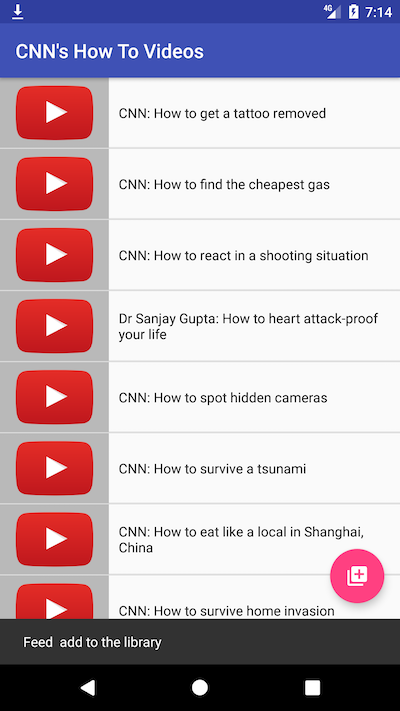 4G 7:14
CNN's How To Videos
CNN: How to get a tattoo removed
CNN: How to find the cheapest gas
CNN: How to react in a shooting situation
Dr Sanjay Gupta: How to heart attack-proof
your life
CNN: How to spot hidden cameras
CNN: How to survive a tsunami
CNN: How to eat like a local in Shanghai,
China
CNN: How to survive home invasion
Feed  add to the library